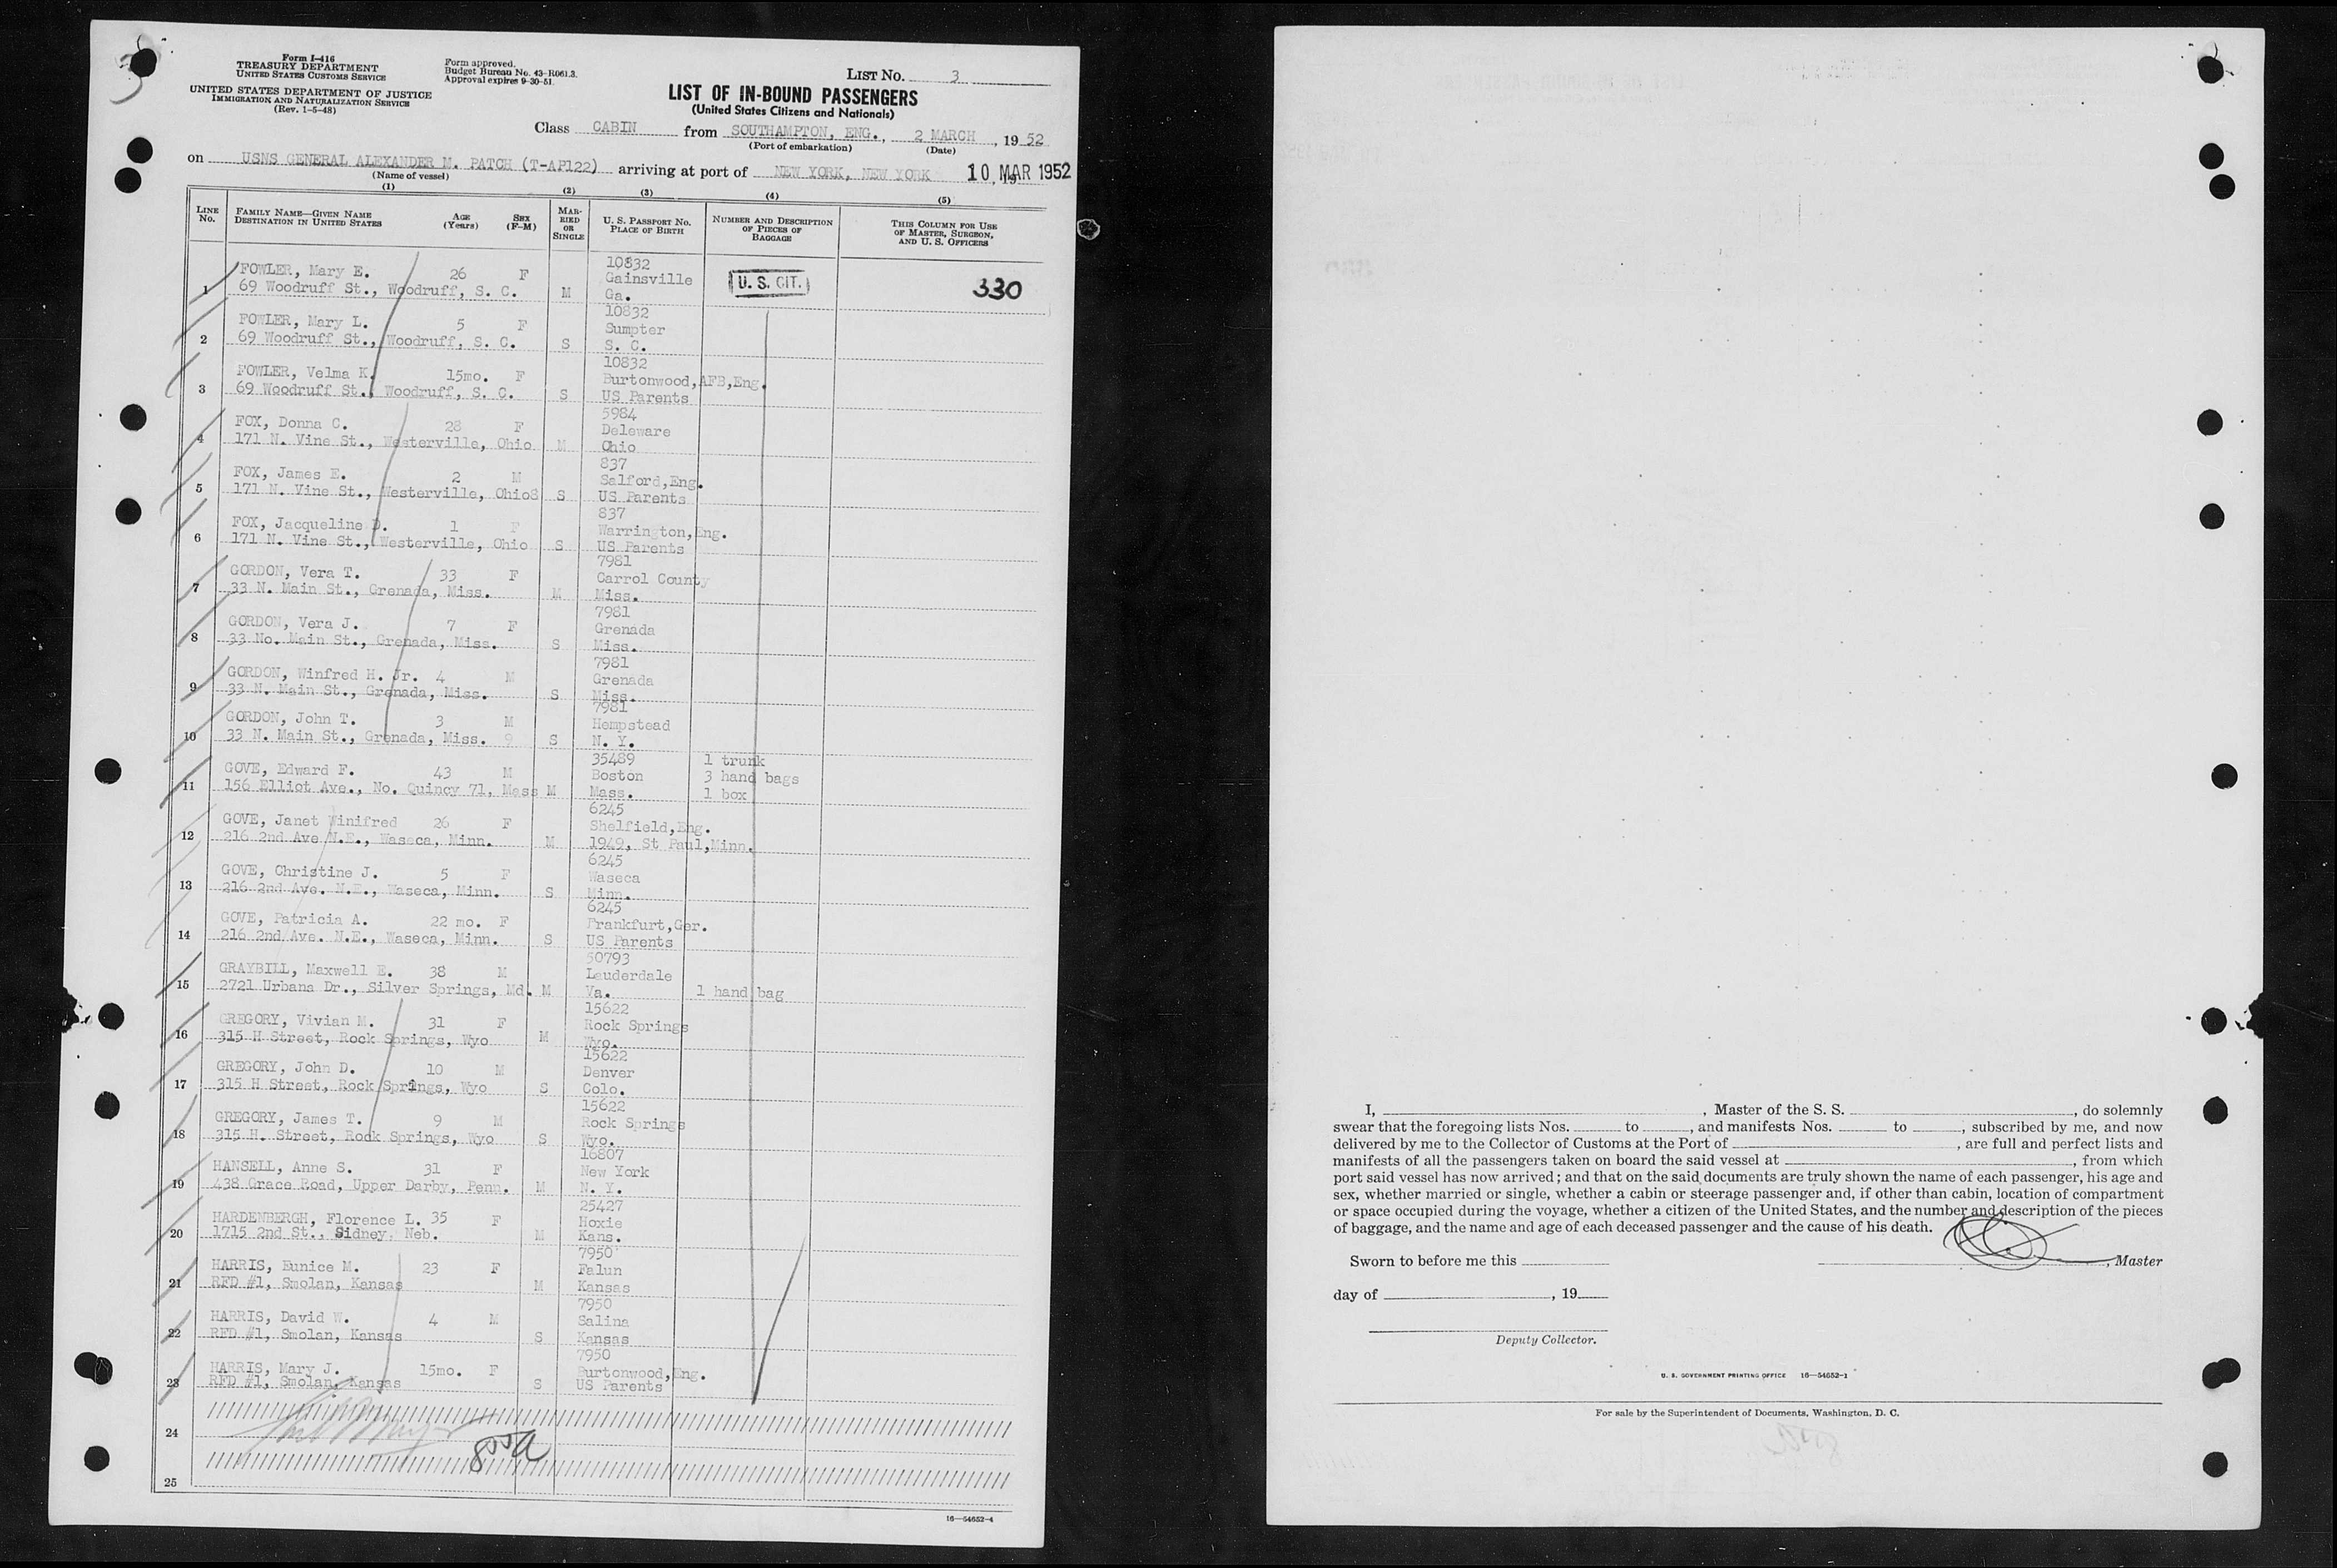 3
Form I-416
TREASURY DEPARTMENT
UNITED STATES CUSTOMS SERVICE
UNITED STATES DEPARTMENT OF JUSTICE
IMMIGRATION AND NATURALIZATION SERVICE
(Rev. 1-5-48)
Form approved.
Budget Bureau No. 43-R061.3.
Approval expires 9-30-51.
LIST No. 3
LIST OF IN-BOUND PASSENGERS
(United States Citizens and Nationals)
Class CABIN from SOUTHAMPTON, ENG., 2 MARCH, 1952
(Port of embarkation) (Date)
on USNS GENERAL ALEXANDER M. PATCH (T-AP122) arriving at port of NEW YORK, NEW YORK 10 MAR 1952, 19
(Name of vessel)
(1) (2) (3) (4) (5)
LINE No. FAMILY NAME—GIVEN NAME DESTINATION IN UNITED STATES AGE (Years) SEX (F-M) MARRIED OR SINGLE U. S. PASSPORT No. PLACE OF BIRTH NUMBER AND DESCRIPTION OF PIECES OF BAGGAGE THIS COLUMN FOR USE OF MASTER, SURGEON, AND U. S. OFFICERS
10832
FOWLER, Mary E. 26 F Gainsville U. S. CIT. 330
1 69 Woodruff St., Woodruff, S. C. M Ga.
10832
FOWLER, Mary L. 5 F Sumpter
2 69 Woodruff St., Woodruff, S. C. S S. C.
10832
FOWLER, Velma K. 15mo. F Burtonwood,AFB,Eng.
3 69 Woodruff St., Woodruff, S. C. S US Parents
5984
FOX, Donna C. 28 F Deleware
4 171 N. Vine St., Westerville, Ohio M Ohio
837
FOX, James E. 2 M Salford,Eng.
5 171 N. Vine St., Westerville, Ohio8 S US Parents
837
FOX, Jacqueline D. 1 F Warrington,Eng.
6 171 N. Vine St., Westerville, Ohio S US Parents
7981
GORDON, Vera T. 33 F Carrol County
7 33 N. Main St., Grenada, Miss. M Miss.
7981
GORDON, Vera J. 7 F Grenada
8 33 No. Main St., Grenada, Miss. S Miss.
7981
GORDON, Winfred H. Jr. 4 M Grenada
9 33 N. Main St., Grenada, Miss. S Miss.
7981
GORDON, John T. 3 M Hempstead
10 33 N. Main St., Grenada, Miss. 9 S N. Y.
35489 1 trunk
GOVE, Edward F. 43 M Boston 3 hand bags
11 156 Elliot Ave., No. Quincy 71, Mass M Mass. 1 box
6245
GOVE, Janet Winifred 26 F Shelfield,Eng.
12 216 2nd Ave N.E., Waseca, Minn. M 1949, St Paul,Minn.
6245
GOVE, Christine J. 5 F Waseca
13 216 2nd Ave. N.E., Waseca, Minn. S Minn.
6245
GOVE, Patricia A. 22 mo. F Frankfurt,Ger.
14 216 2nd Ave. N.E., Waseca, Minn. S US Parents
50793
GRAYBILL, Maxwell E. 38 M Lauderdale
15 2721 Urbana Dr., Silver Springs, Md. M Va. 1 hand bag
15622
GREGORY, Vivian M. 31 F Rock Springs
16 315 H Street, Rock Springs, Wyo M Wyo.
15622
GREGORY, John D. 10 M Denver
17 315 H Street, Rock Springs, Wyo S Colo.
15622
GREGORY, James T. 9 M Rock Springs
18 315 H. Street, Rock Springs, Wyo S Wyo.
16807
HANSELL, Anne S. 31 F New York
19 438 Grace Road, Upper Darby, Penn. M N. Y.
25427
HARDENBERGH, Florence L. 35 F Hoxie
20 1715 2nd St., Sidney, Neb. M Kans.
7950
HARRIS, Eunice M. 23 F Falun
21 RFD #1, Smolan, Kansas M Kansas
7950
HARRIS, David W. 4 M Salina
22 RFD #1, Smolan, Kansas S Kansas
7950
HARRIS, Mary J. 15mo. F Burtonwood,Eng.
23 RFD #1, Smolan, Kansas S US Parents
24
25
16—54652-4
I, , Master of the S. S. , do solemnly
swear that the foregoing lists Nos. to , and manifests Nos. to , subscribed by me, and now
delivered by me to the Collector of Customs at the Port of , are full and perfect lists and
manifests of all the passengers taken on board the said vessel at , from which
port said vessel has now arrived; and that on the said documents are truly shown the name of each passenger, his age and
sex, whether married or single, whether a cabin or steerage passenger and, if other than cabin, location of compartment
or space occupied during the voyage, whether a citizen of the United States, and the number and description of the pieces
of baggage, and the name and age of each deceased passenger and the cause of his death.
Sworn to before me this , Master
day of , 19
Deputy Collector.
U. S. GOVERNMENT PRINTING OFFICE 16—54652-1
For sale by the Superintendent of Documents, Washington, D. C.